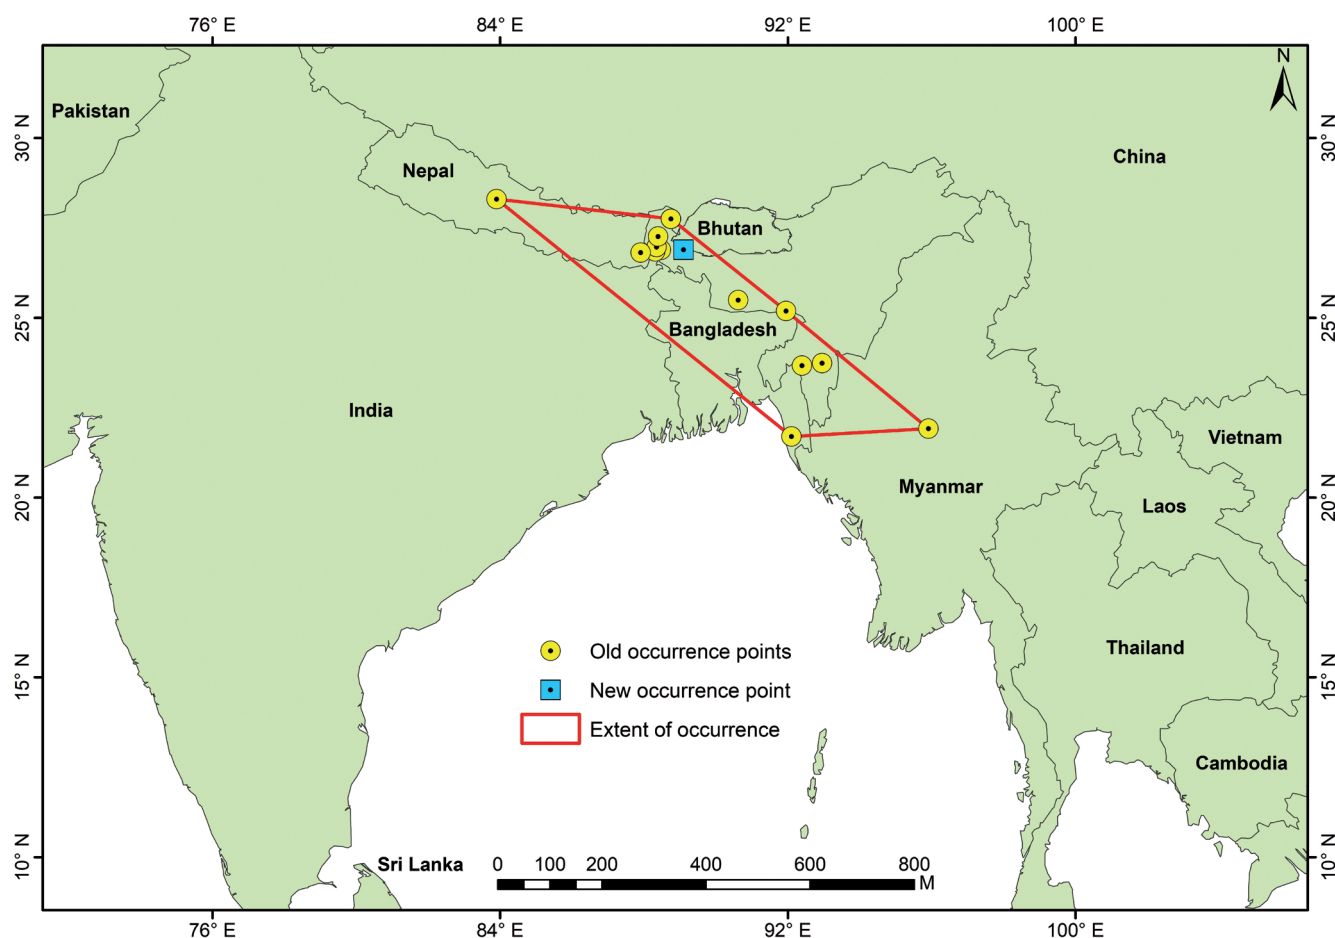 76° E 84° E 92° E 100° E
N
Pakistan
30° N 30° N
China
Nepal
Bhutan
25° N 25° N
Bangladesh
India
Vietnam
Myanmar
20° N 20° N
Laos
Old occurrence points
Thailand
15° N 15° N
New occurrence point
Extent of occurrence
Cambodia
10° N 10° N
Sri Lanka
0 100 200 400 600 800
M
76° E 84° E 92° E 100° E